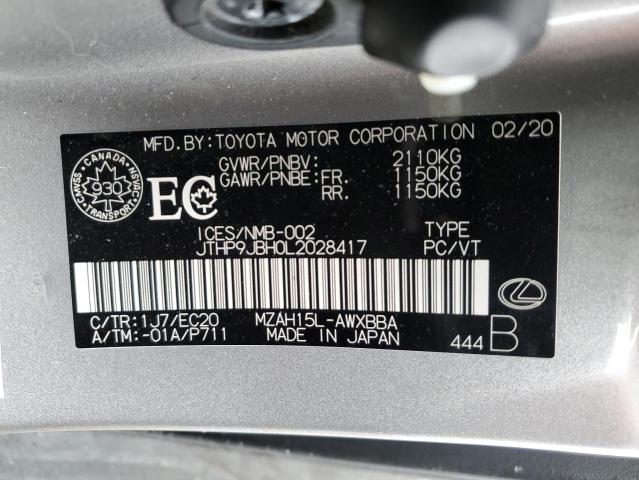 MFD.BY:TOYOTA MOTOR CORPORATION 02/20
GVWR/PNBV: 2110KG
GAWR/PNBE:FR. 1150KG
RR. 1150KG
CANADA
CMVSS 930 NSVAC
TRANSPORT
EC
ICES/NMB-002 TYPE
JTHP9JBH0L2028417 PC/VT
C/TR:1J7/EC20 MZAH15L-AWXBBA
A/TM:-01A/P711 MADE IN JAPAN 444 B